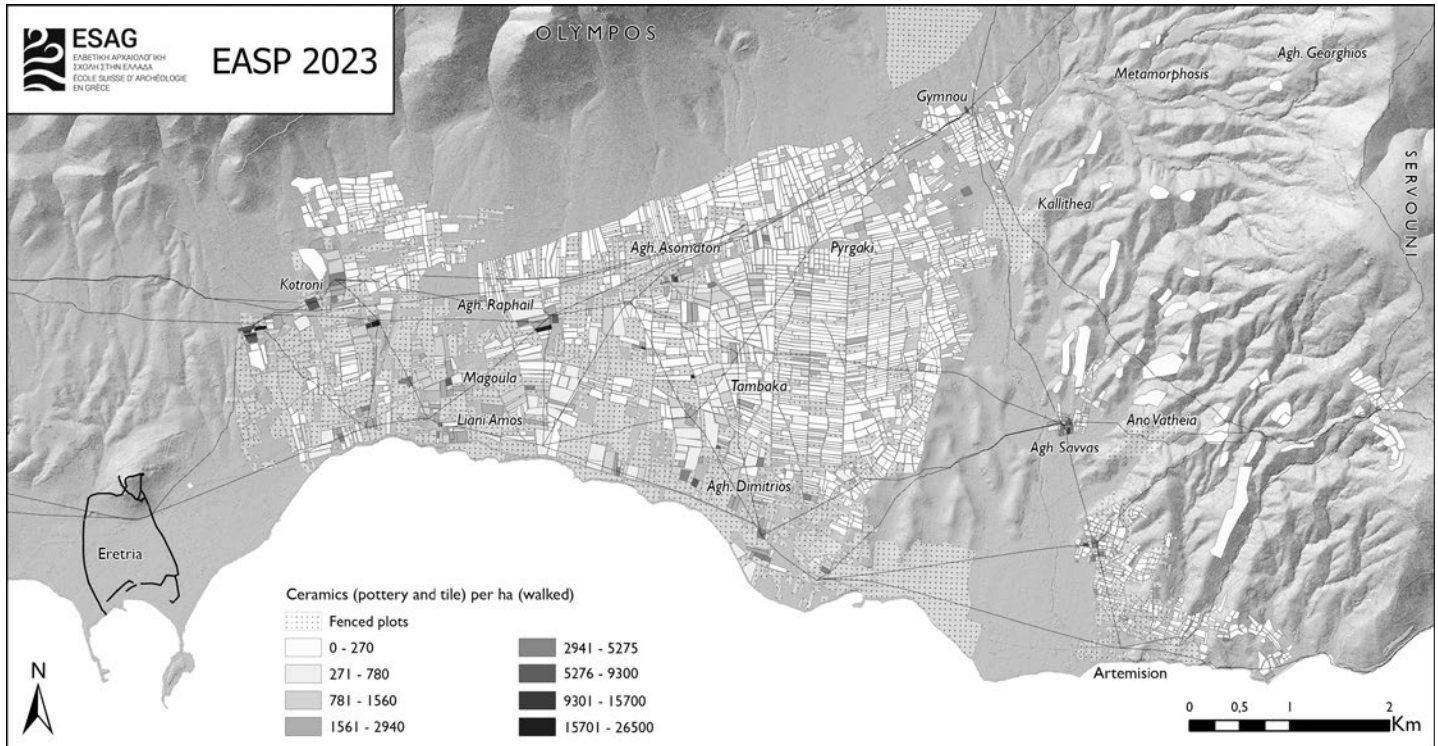 ESAG
ΕΛΒΕΤΙΚΗ ΑΡΧΑΙΟΛΟΓΙΚΗ
ΣΧΟΛΗ ΣΤΗΝ ΕΛΛΑΔΑ
ÉCOLE SUISSE D'ARCHÉOLOGIE
EN GRÈCE
EASP 2023
OLYMPOS
Agh. Georghios
Metamorphosis
Gymnou
SERVOUNI
Kallithea
Agh. Asomaton
Pyrgaki
Kotroni
Agh. Raphail
Magoula
Tambaka
Liani Amos
Ano Vatheia
Agh. Savvas
Agh. Dimitrios
Eretria
Artemision
Ceramics (pottery and tile) per ha (walked)
Fenced plots
0 - 270
271 - 780
781 - 1560
1561 - 2940
2941 - 5275
5276 - 9300
9301 - 15700
15701 - 26500
N
0 0,5 1 2
Km